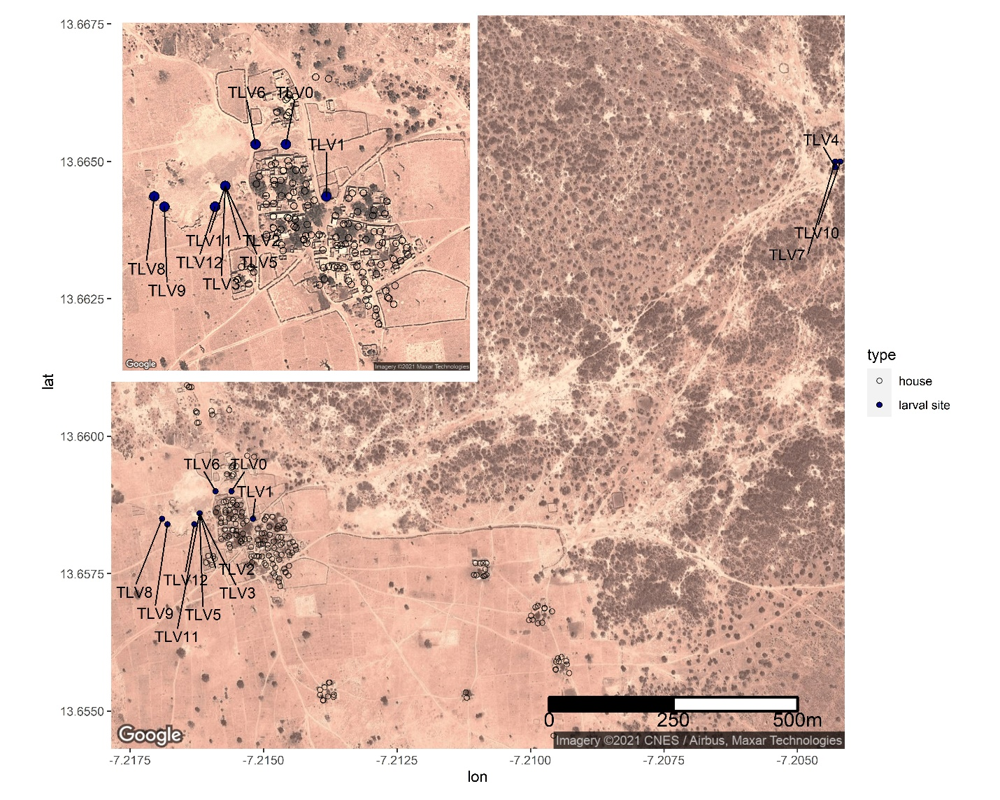 13.6675
13.6650
13.6625
13.6600
13.6575
13.6550
lat
TLV6
TLV0
TLV1
TLV11
TLV2
TLV8
TLV12
TLV5
TLV9
TLV3
Google
Imagery ©2021 Maxar Technologies
TLV4
TLV10
TLV7
type
house
larval site
TLV6
TLV0
TLV1
TLV2
TLV12
TLV8
TLV3
TLV9
TLV5
TLV11
0
250
500m
Google
Imagery ©2021 CNES / Airbus, Maxar Technologies
-7.2175
-7.2150
-7.2125
-7.2100
-7.2075
-7.2050
lon